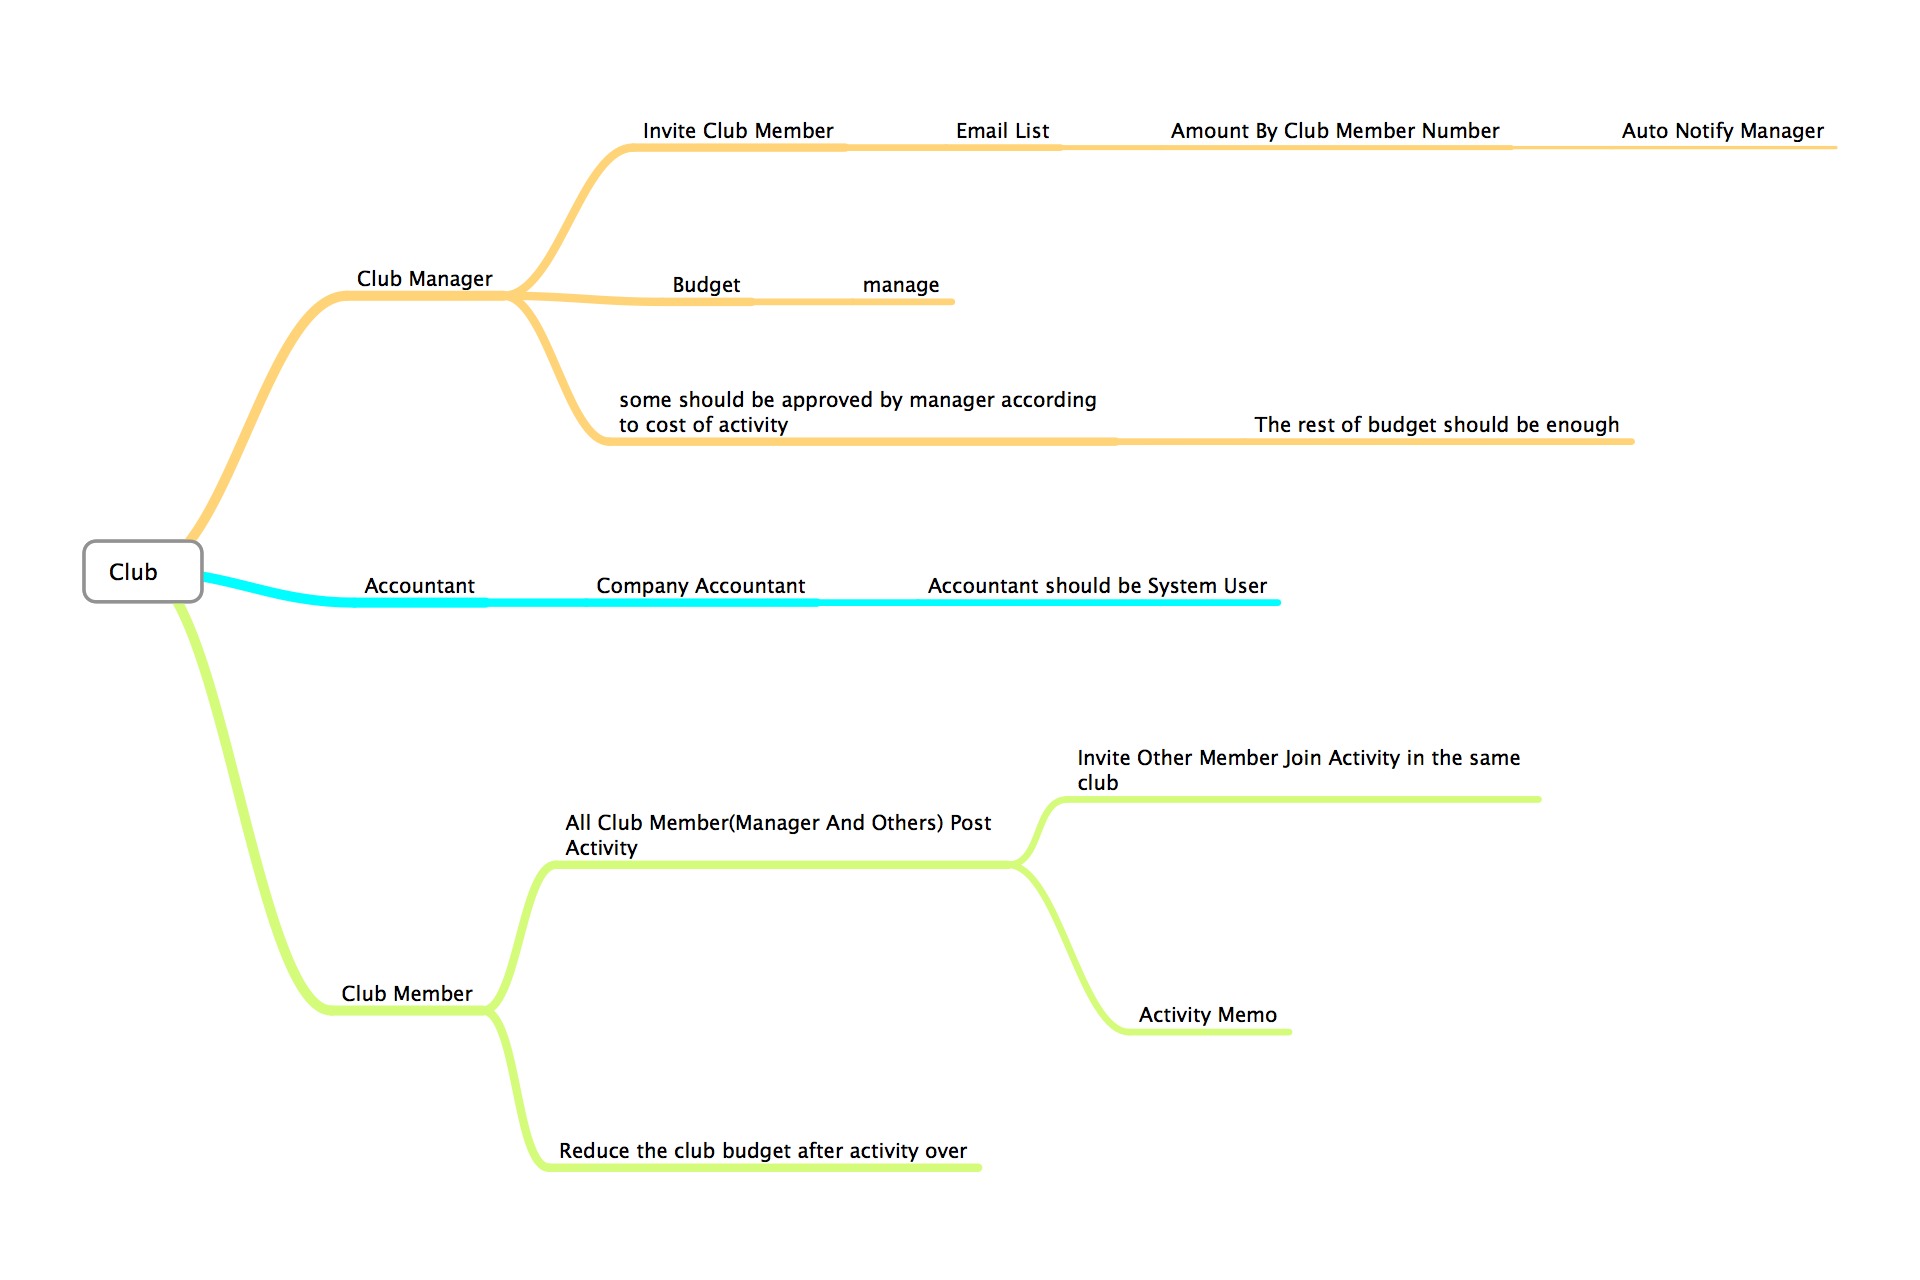 Invite Club Member
Email List
Amount By Club Member Number
Auto Notify Manager
Club Manager
Budget
manage
some should be approved by manager according
to cost of activity
The rest of budget should be enough
Club
Accountant
Company Accountant
Accountant should be System User
Invite Other Member Join Activity in the same
club
All Club Member(Manager And Others) Post
Activity
Club Member
Activity Memo
Reduce the club budget after activity over